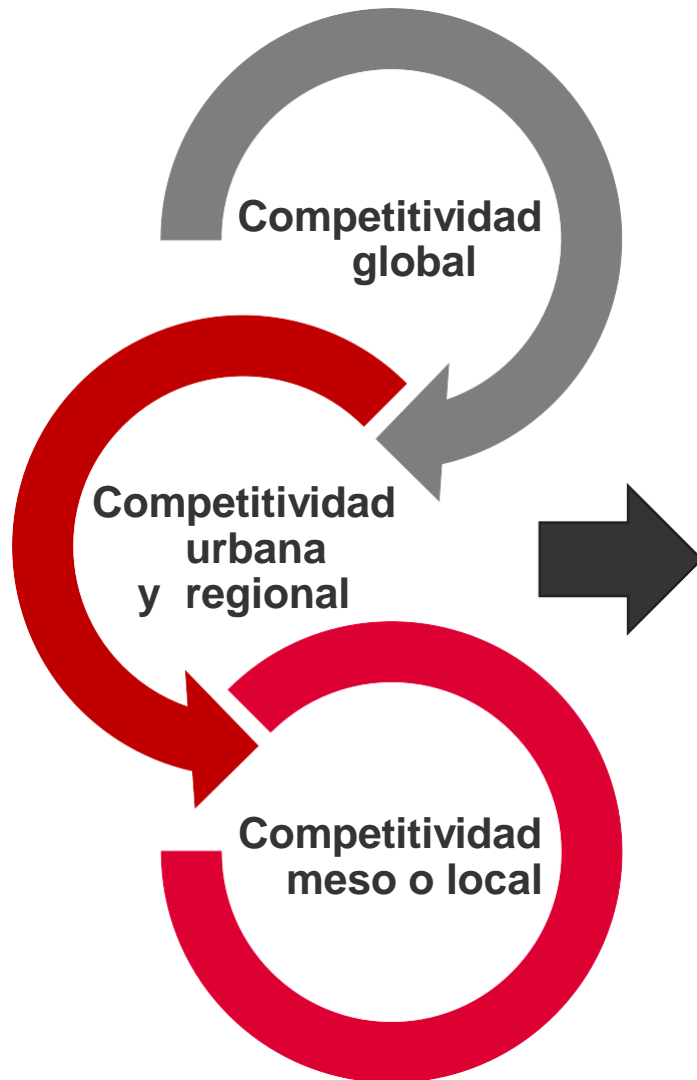 Competitividad
global
Competitividad
urbana
y regional
Competitividad
meso o local